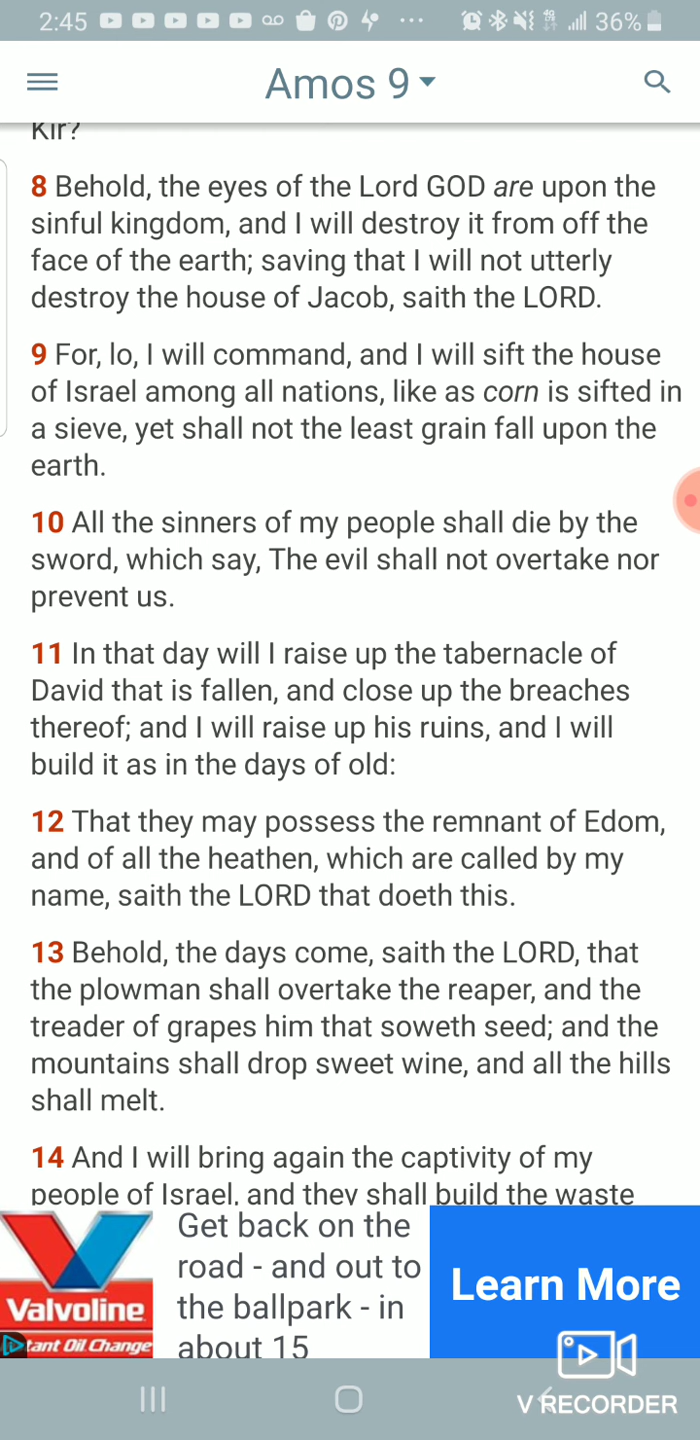 2:45
36%
Amos 9
Kir?
8 Behold, the eyes of the Lord GOD are upon the
sinful kingdom, and I will destroy it from off the
face of the earth; saving that I will not utterly
destroy the house of Jacob, saith the LORD.
9 For, lo, I will command, and I will sift the house
of Israel among all nations, like as corn is sifted in
a sieve, yet shall not the least grain fall upon the
earth.
10 All the sinners of my people shall die by the
sword, which say, The evil shall not overtake nor
prevent us.
11 In that day will I raise up the tabernacle of
David that is fallen, and close up the breaches
thereof; and I will raise up his ruins, and I will
build it as in the days of old:
12 That they may possess the remnant of Edom,
and of all the heathen, which are called by my
name, saith the LORD that doeth this.
13 Behold, the days come, saith the LORD, that
the plowman shall overtake the reaper, and the
treader of grapes him that soweth seed; and the
mountains shall drop sweet wine, and all the hills
shall melt.
14 And I will bring again the captivity of my
people of Israel, and they shall build the waste
Valvoline
tant Oil Change
Get back on the
road - and out to
the ballpark - in
about 15
Learn More
V RECORDER